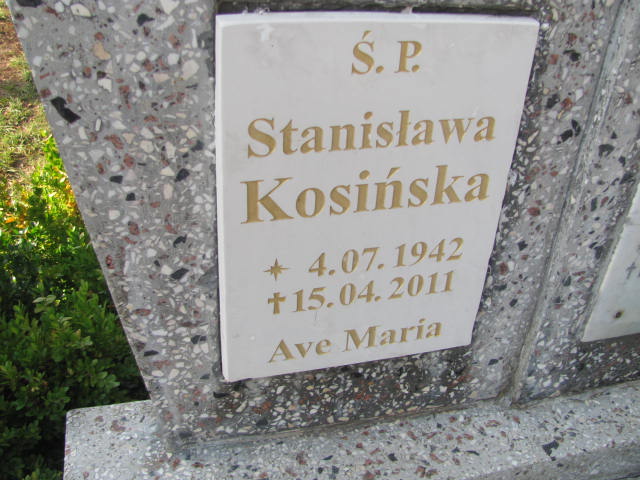 Ś. P.
Stanisława
Kosińska
✴ 4.07.1942
✝ 15.04.2011
Ave Maria